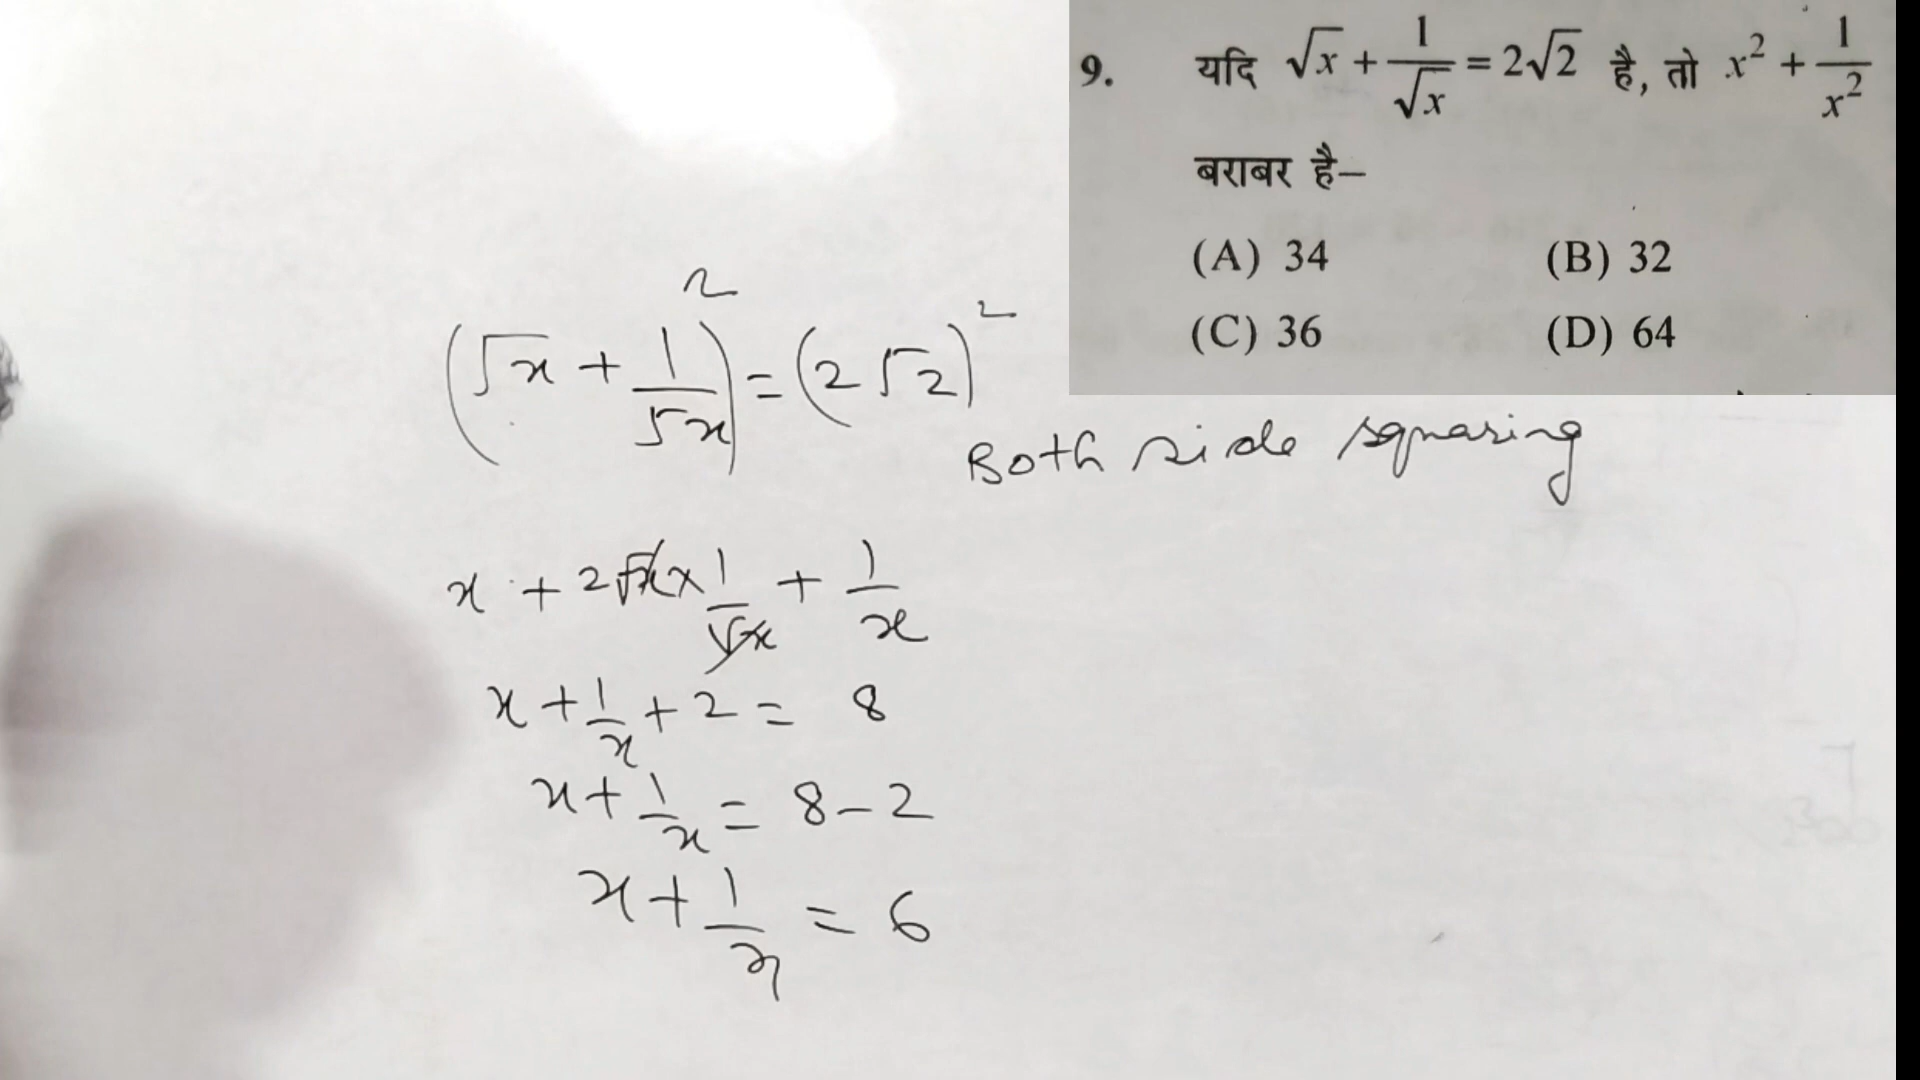 9. यदि √x + 1/√x = 2√2 है, तो x² + 1/x²
बराबर है–
(A) 34 (B) 32
(C) 36 (D) 64
(√x + 1/√x)² = (2√2)²
Both side squaring
x + 2√x × 1/√x + 1/x
x + 1/x + 2 = 8
x + 1/x = 8 - 2
x + 1/x = 6